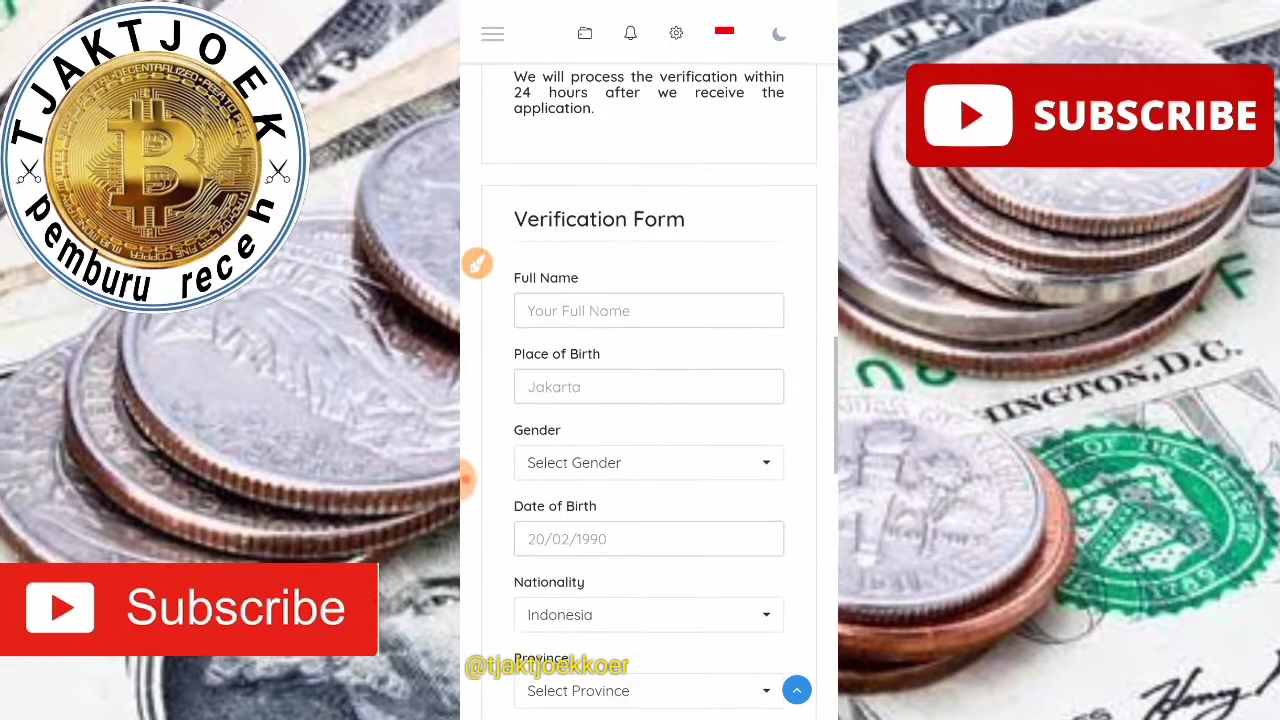 TJAKTJOEK
pemburu receh
We will process the verification within
24 hours after we receive the
application.
SUBSCRIBE
Verification Form
Full Name
Your Full Name
Place of Birth
Jakarta
Gender
Select Gender
Date of Birth
20/02/1990
Nationality
Indonesia
Province
Select Province
@tjaktjoekkoer
Subscribe